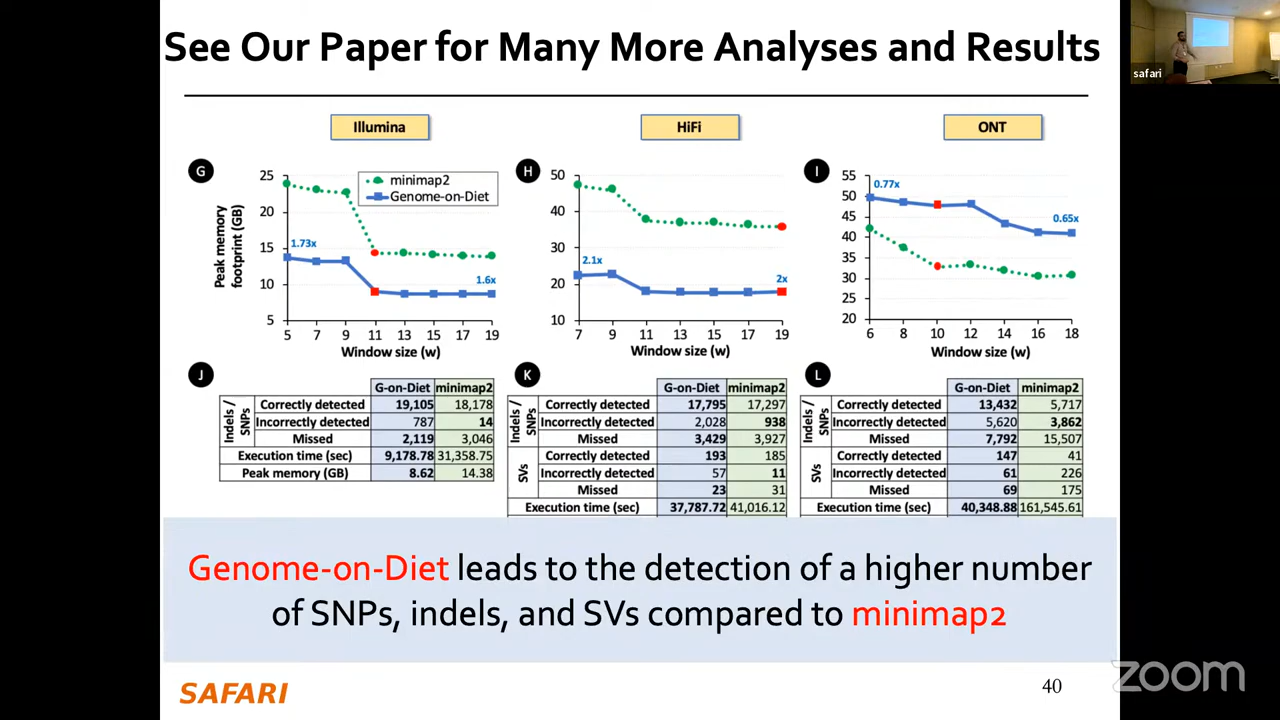 See Our Paper for Many More Analyses and Results
safari
Illumina
HiFi
ONT
G
Peak memory
footprint (GB)
25
20
15
10
5
minimap2
Genome-on-Diet
1.73x
1.6x
5 7 9 11 13 15 17 19
Window size (w)
H
50
40
30
20
10
2.1x
2x
7 9 11 13 15 17 19
Window size (w)
I
55
50
45
40
35
30
25
20
0.77x
0.65x
6 8 10 12 14 16 18
Window size (w)
J
G-on-Diet minimap2
Indels /
SNPs
Correctly detected 19,105 18,178
Incorrectly detected 787 14
Missed 2,119 3,046
Execution time (sec) 9,178.78 31,358.75
Peak memory (GB) 8.62 14.38
K
G-on-Diet minimap2
Indels /
SNPs
Correctly detected 17,795 17,297
Incorrectly detected 2,028 938
Missed 3,429 3,927
SVs
Correctly detected 193 185
Incorrectly detected 57 11
Missed 23 31
Execution time (sec) 37,787.72 41,016.12
L
G-on-Diet minimap2
Indels /
SNPs
Correctly detected 13,432 5,717
Incorrectly detected 5,620 3,862
Missed 7,792 15,507
SVs
Correctly detected 147 41
Incorrectly detected 61 226
Missed 69 175
Execution time (sec) 40,348.88 161,545.61
Genome-on-Diet leads to the detection of a higher number
of SNPs, indels, and SVs compared to minimap2
SAFARI
40
zoom